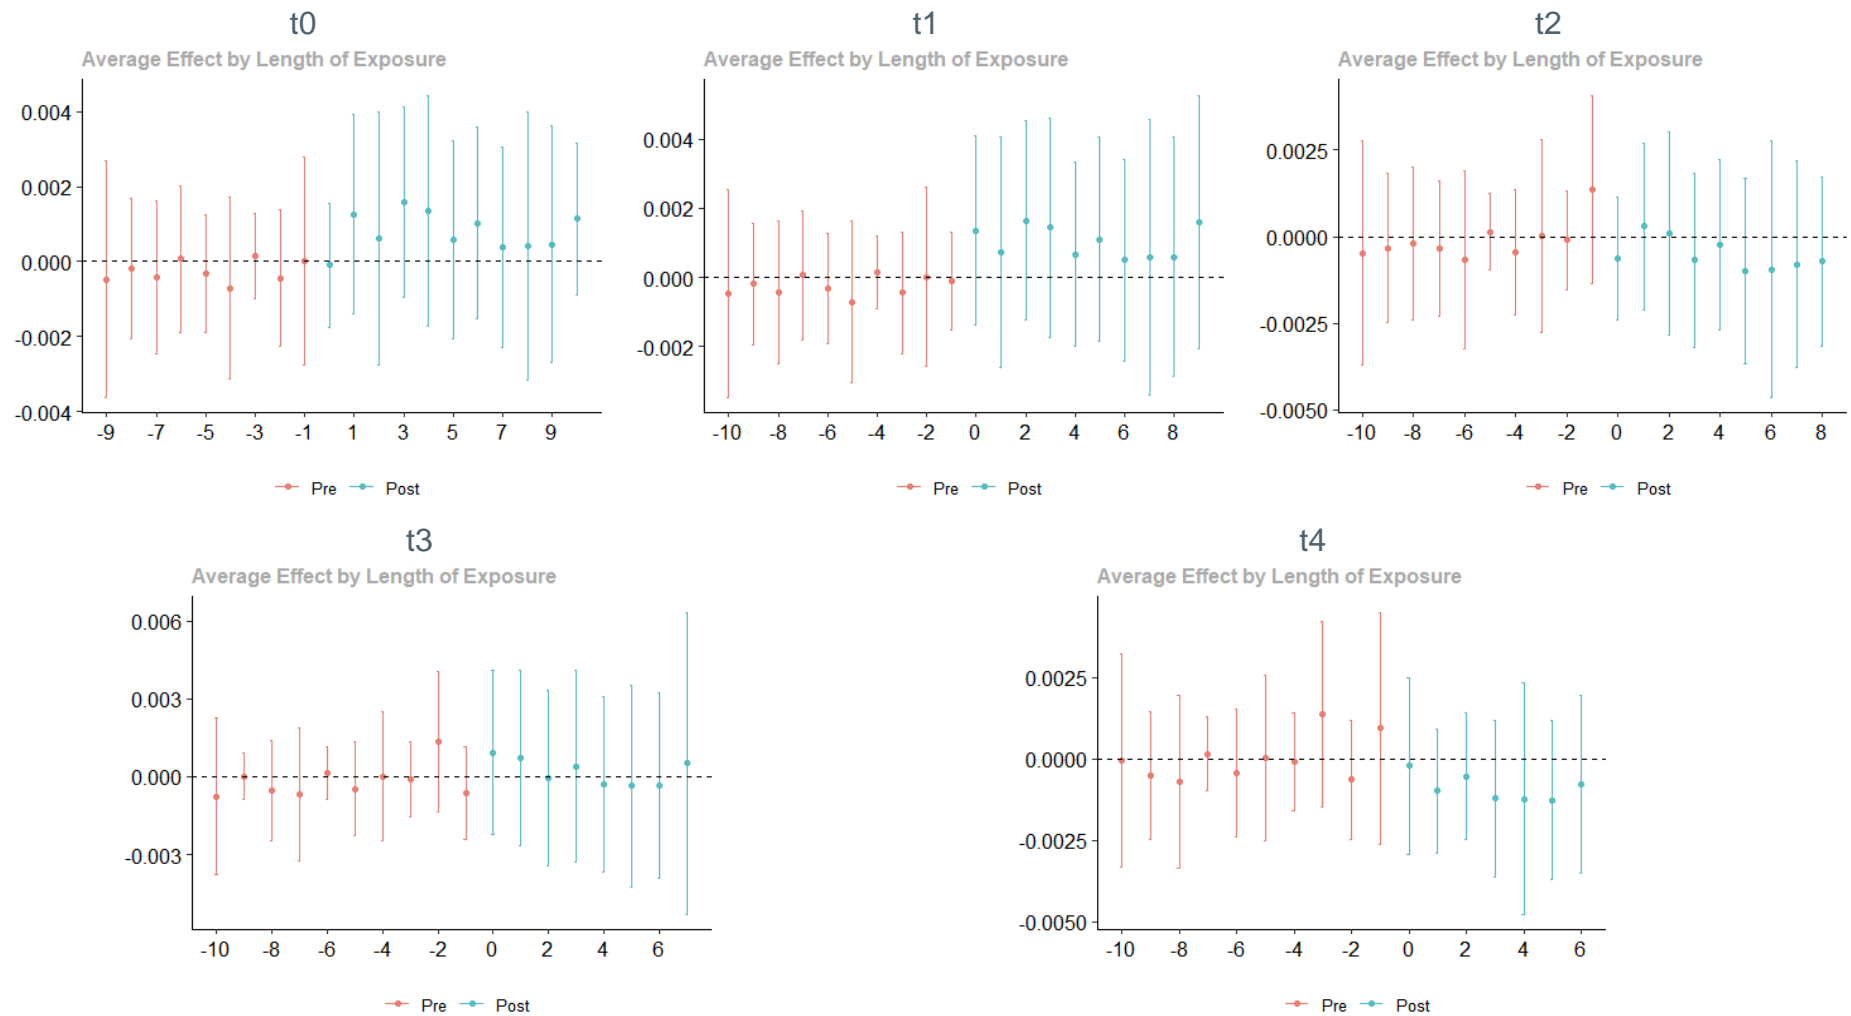 t0
Average Effect by Length of Exposure
0.004
0.002
0.000
-0.002
-0.004
-9 -7 -5 -3 -1 1 3 5 7 9
Pre Post
t1
Average Effect by Length of Exposure
0.004
0.002
0.000
-0.002
-10 -8 -6 -4 -2 0 2 4 6 8
Pre Post
t2
Average Effect by Length of Exposure
0.0025
0.0000
-0.0025
-0.0050
-10 -8 -6 -4 -2 0 2 4 6 8
Pre Post
t3
Average Effect by Length of Exposure
0.006
0.003
0.000
-0.003
-10 -8 -6 -4 -2 0 2 4 6
Pre Post
t4
Average Effect by Length of Exposure
0.0025
0.0000
-0.0025
-0.0050
-10 -8 -6 -4 -2 0 2 4 6
Pre Post